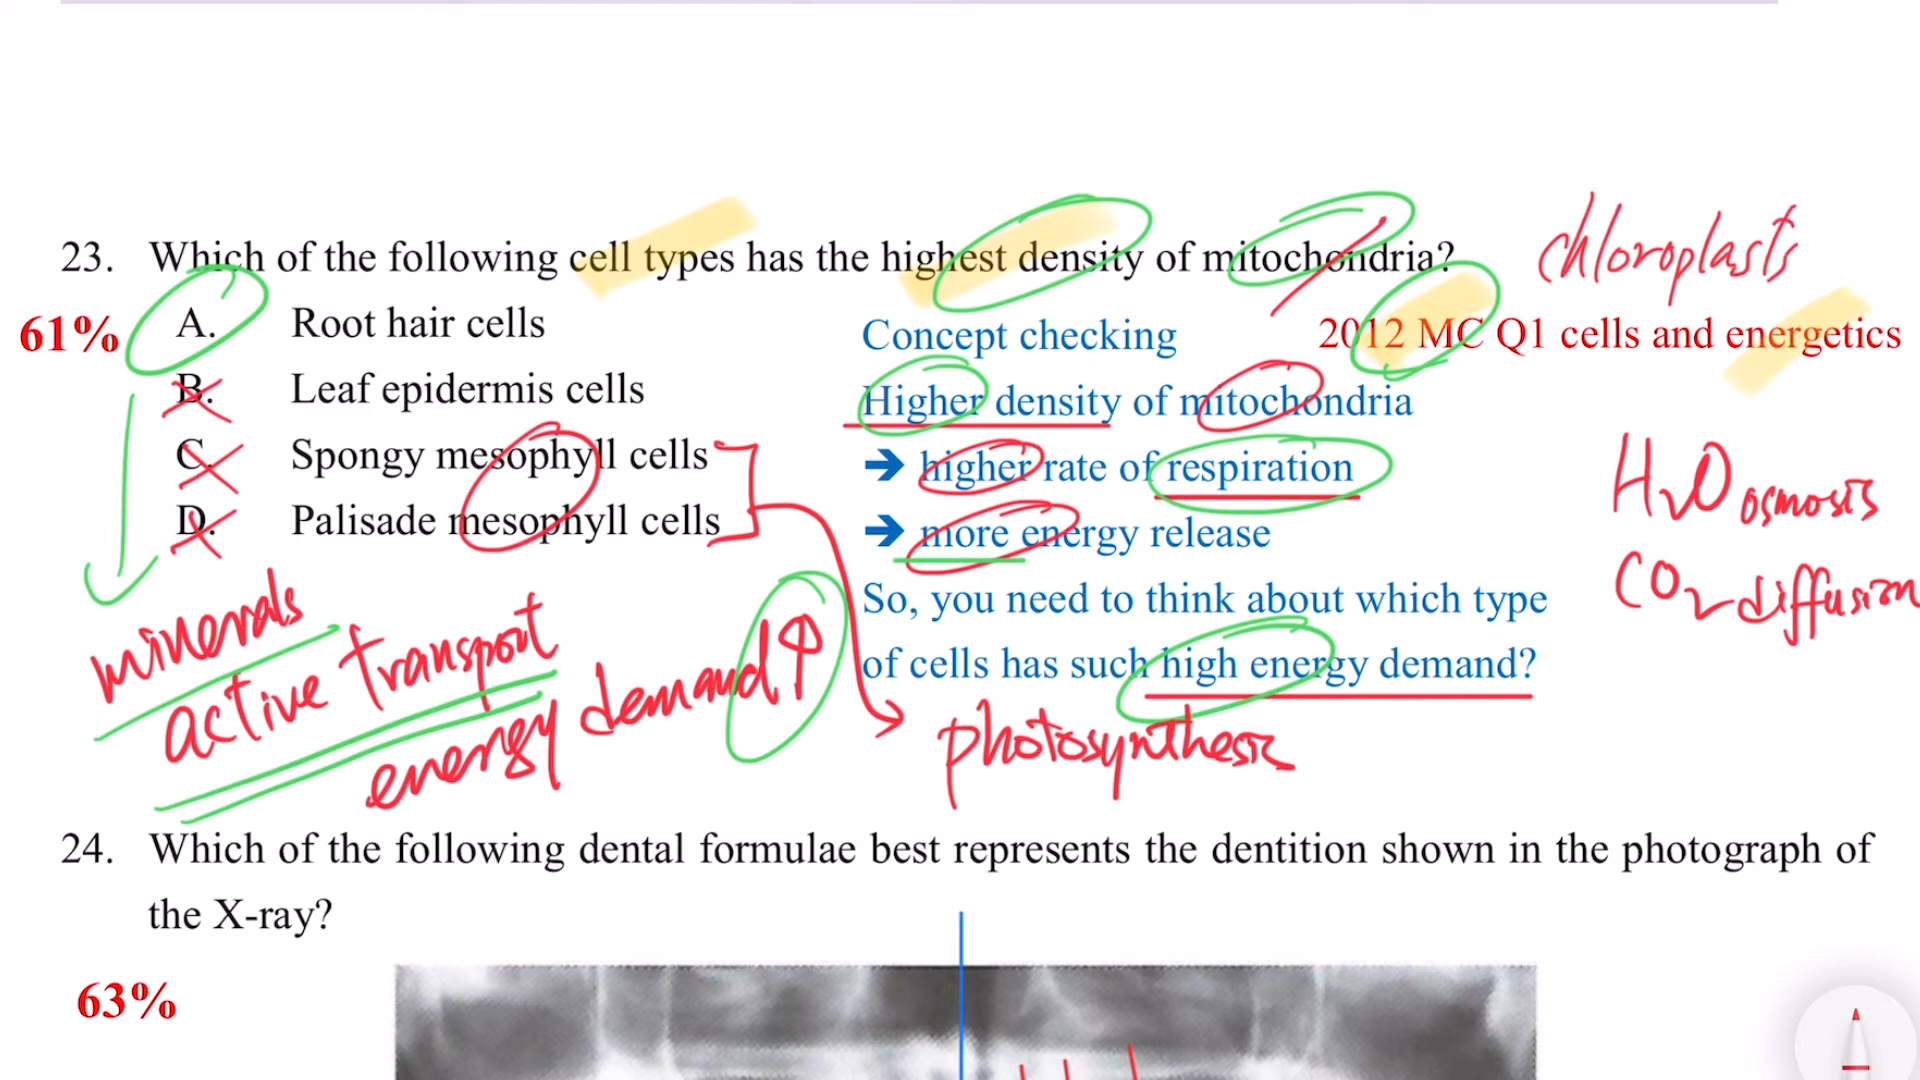 23. Which of the following cell types has the highest density of mitochondria?
chloroplasts
61%
A. Root hair cells
Concept checking
2012 MC Q1 cells and energetics
B. Leaf epidermis cells
Higher density of mitochondria
C. Spongy mesophyll cells
→ higher rate of respiration
H2O osmosis
D. Palisade mesophyll cells
→ more energy release
CO2 diffusion
So, you need to think about which type
of cells has such high energy demand?
minerals
active transport
energy demand ↑
photosynthesis
24. Which of the following dental formulae best represents the dentition shown in the photograph of
the X-ray?
63%